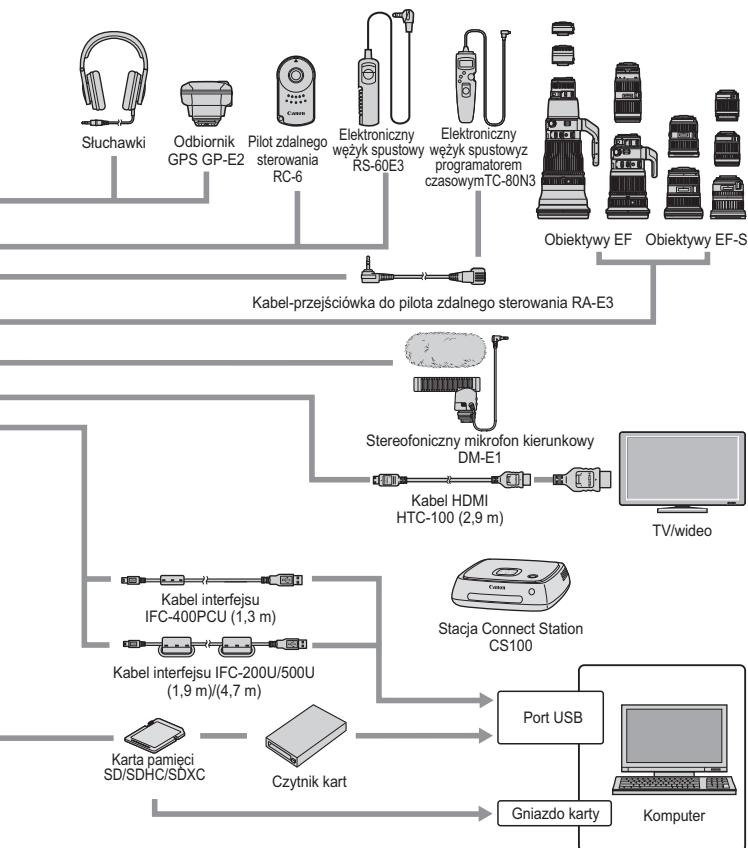 Canon
Słuchawki
Odbiornik
GPS GP-E2
Pilot zdalnego
sterowania
RC-6
Elektroniczny
wężyk spustowy
RS-60E3
Elektroniczny
wężyk spustowyz
programatorem
czasowymTC-80N3
Obiektywy EF
Obiektywy EF-S
Kabel-przejściówka do pilota zdalnego sterowania RA-E3
Stereofoniczny mikrofon kierunkowy
DM-E1
Kabel HDMI
HTC-100 (2,9 m)
TV/wideo
Kabel interfejsu
IFC-400PCU (1,3 m)
Canon
Stacja Connect Station
CS100
Kabel interfejsu IFC-200U/500U
(1,9 m)/(4,7 m)
Port USB
Karta pamięci
SD/SDHC/SDXC
Czytnik kart
Gniazdo karty
Komputer